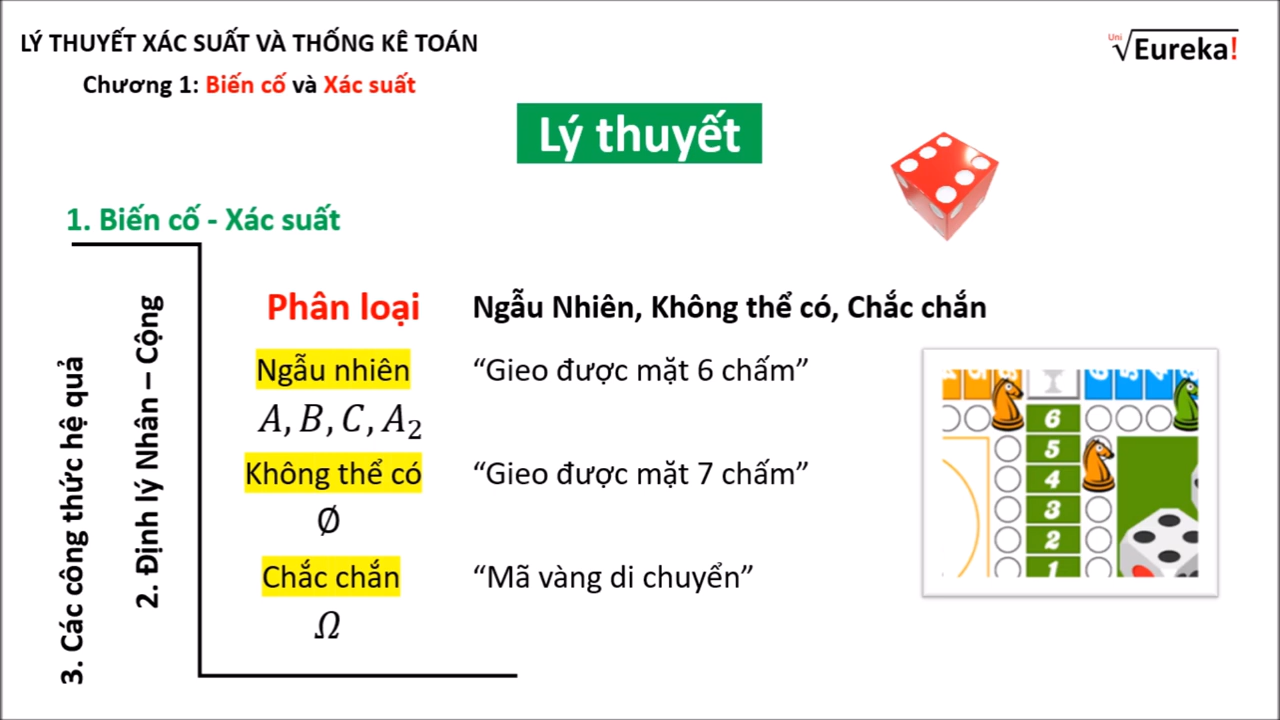 LÝ THUYẾT XÁC SUẤT VÀ THỐNG KÊ TOÁN
Chương 1: Biến cố và Xác suất
Uni
√Eureka!
Lý thuyết
1. Biến cố - Xác suất
3. Các công thức hệ quả
2. Định lý Nhân – Cộng
Phân loại
Ngẫu Nhiên, Không thể có, Chắc chắn
Ngẫu nhiên
“Gieo được mặt 6 chấm”
A, B, C, A₂
Không thể có
“Gieo được mặt 7 chấm”
∅
Chắc chắn
“Mã vàng di chuyển”
Ω
6
5
4
3
2
1